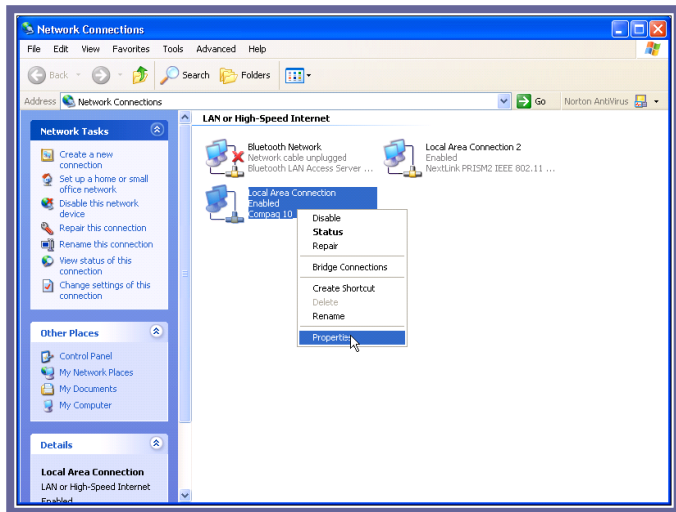 Network Connections
File Edit View Favorites Tools Advanced Help
Back Search Folders
Address Network Connections Go Norton AntiVirus
Network Tasks
Create a new
connection
Set up a home or small
office network
Disable this network
device
Repair this connection
Rename this connection
View status of this
connection
Change settings of this
connection
Other Places
Control Panel
My Network Places
My Documents
My Computer
Details
Local Area Connection
LAN or High-Speed Internet
Enabled
LAN or High-Speed Internet
Bluetooth Network
Network cable unplugged
Bluetooth LAN Access Server ...
Local Area Connection 2
Enabled
NextLink PRISM2 IEEE 802.11 ...
Local Area Connection
Enabled
Compaq 10
Disable
Status
Repair
Bridge Connections
Create Shortcut
Delete
Rename
Properties